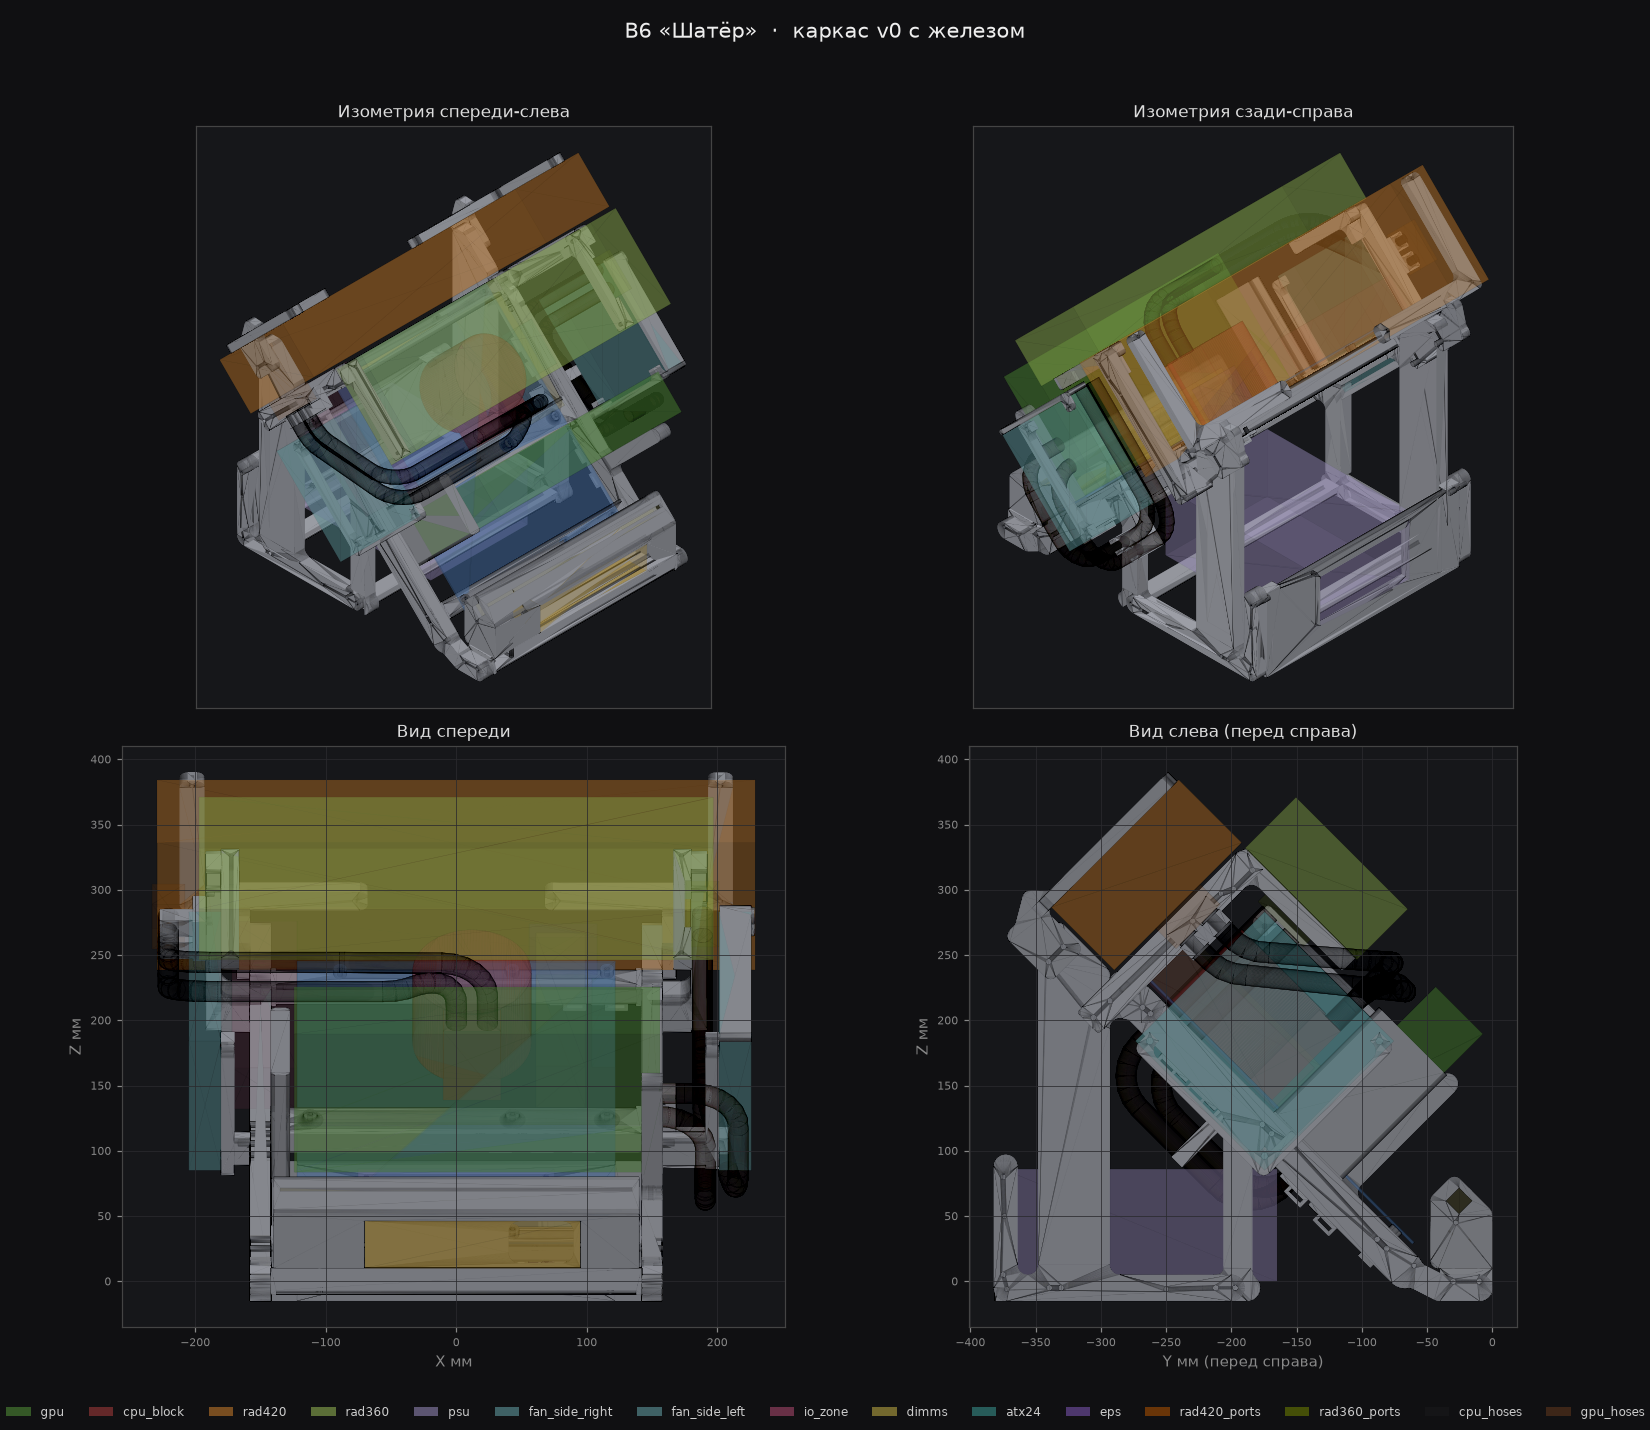 B6 «Шатёр» · каркас v0 с железом
Изометрия спереди-слева
Изометрия сзади-справа
Вид спереди
400
350
300
250
200
150
100
50
0
Z мм
−200
−100
0
100
200
X мм
Вид слева (перед справа)
400
350
300
250
200
150
100
50
0
Z мм
−400
−350
−300
−250
−200
−150
−100
−50
0
Y мм (перед справа)
gpu
cpu_block
rad420
rad360
psu
fan_side_right
fan_side_left
io_zone
dimms
atx24
eps
rad420_ports
rad360_ports
cpu_hoses
gpu_hoses